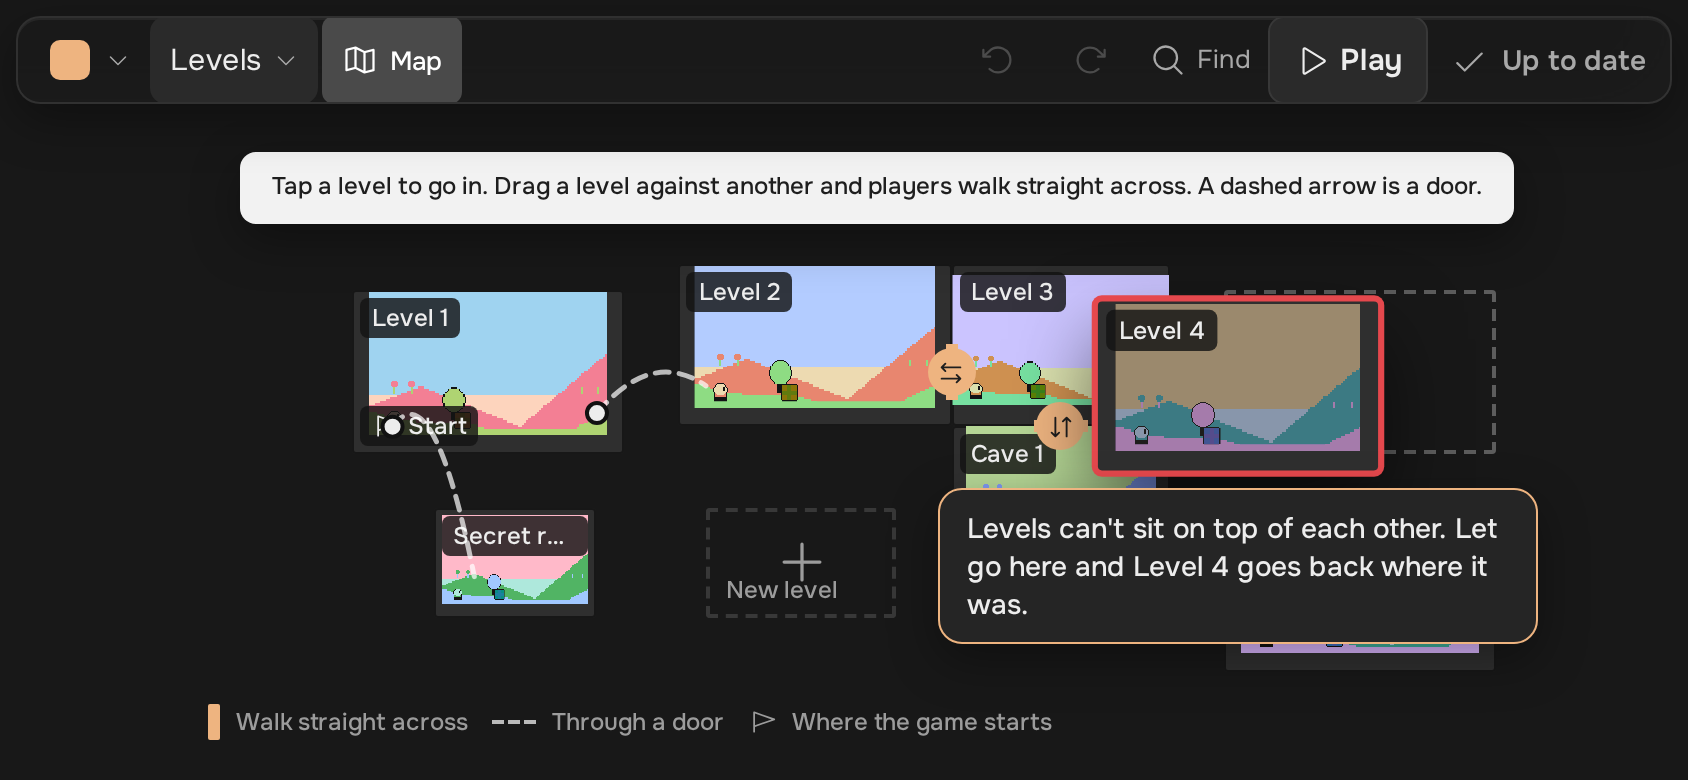 Levels
Map
Find
Play
Up to date
Tap a level to go in. Drag a level against another and players walk straight across. A dashed arrow is a door.
Level 1
Level 2
Level 3
Level 4
Start
Cave 1
Secret r...
New level
Levels can't sit on top of each other. Let
go here and Level 4 goes back where it
was.
Walk straight across
Through a door
Where the game starts